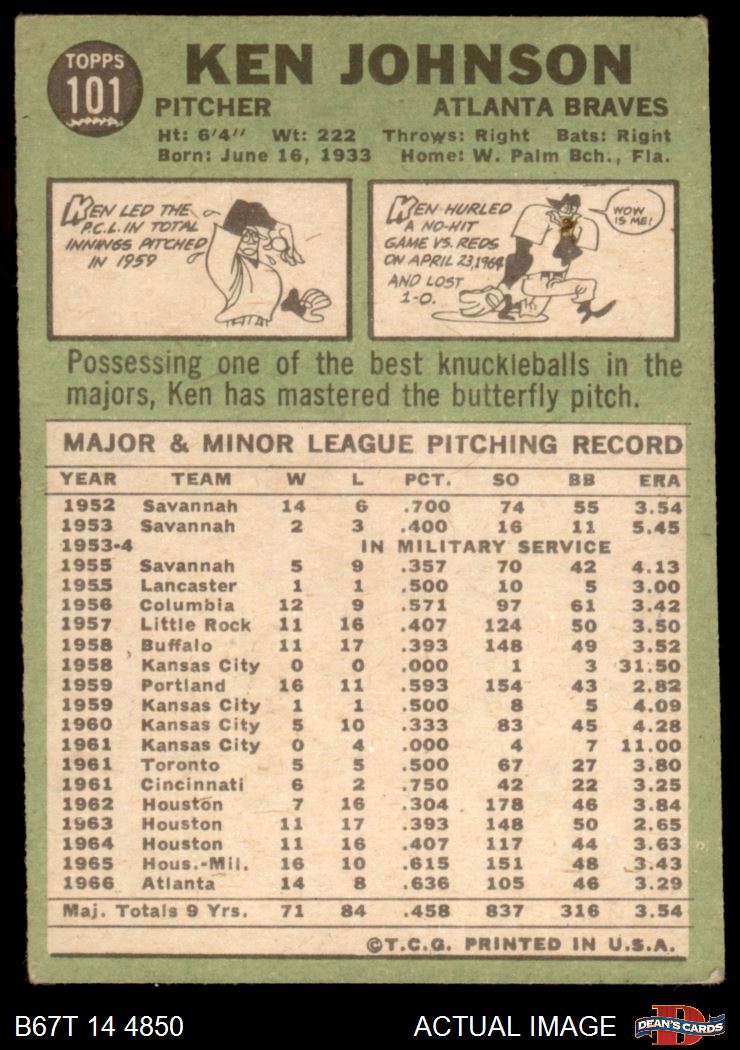 TOPPS
101
KEN JOHNSON
PITCHER ATLANTA BRAVES
Ht: 6'4" Wt: 222 Throws: Right Bats: Right
Born: June 16, 1933 Home: W. Palm Bch., Fla.
KEN LED THE
P.C.L. IN TOTAL
INNINGS PITCHED
IN 1959
KEN HURLED
A NO-HIT
GAME VS. REDS
ON APRIL 23, 1964
AND LOST
1-0.
WOW
IS ME!
Possessing one of the best knuckleballs in the
majors, Ken has mastered the butterfly pitch.
MAJOR & MINOR LEAGUE PITCHING RECORD
YEAR TEAM W L PCT. SO BB ERA
1952 Savannah 14 6 .700 74 55 3.54
1953 Savannah 2 3 .400 16 11 5.45
1953-4 IN MILITARY SERVICE
1955 Savannah 5 9 .357 70 42 4.13
1955 Lancaster 1 1 .500 10 5 3.00
1956 Columbia 12 9 .571 97 61 3.42
1957 Little Rock 11 16 .407 124 50 3.50
1958 Buffalo 11 17 .393 148 49 3.52
1958 Kansas City 0 0 .000 1 3 31.50
1959 Portland 16 11 .593 154 43 2.82
1959 Kansas City 1 1 .500 8 5 4.09
1960 Kansas City 5 10 .333 83 45 4.28
1961 Kansas City 0 4 .000 4 7 11.00
1961 Toronto 5 5 .500 67 27 3.80
1961 Cincinnati 6 2 .750 42 22 3.25
1962 Houston 7 16 .304 178 46 3.84
1963 Houston 11 17 .393 148 50 2.65
1964 Houston 11 16 .407 117 44 3.63
1965 Hous.-Mil. 16 10 .615 151 48 3.43
1966 Atlanta 14 8 .636 105 46 3.29
Maj. Totals 9 Yrs. 71 84 .458 837 316 3.54
©T.C.G. PRINTED IN U.S.A.
B67T 14 4850 ACTUAL IMAGE D DEAN'S CARDS